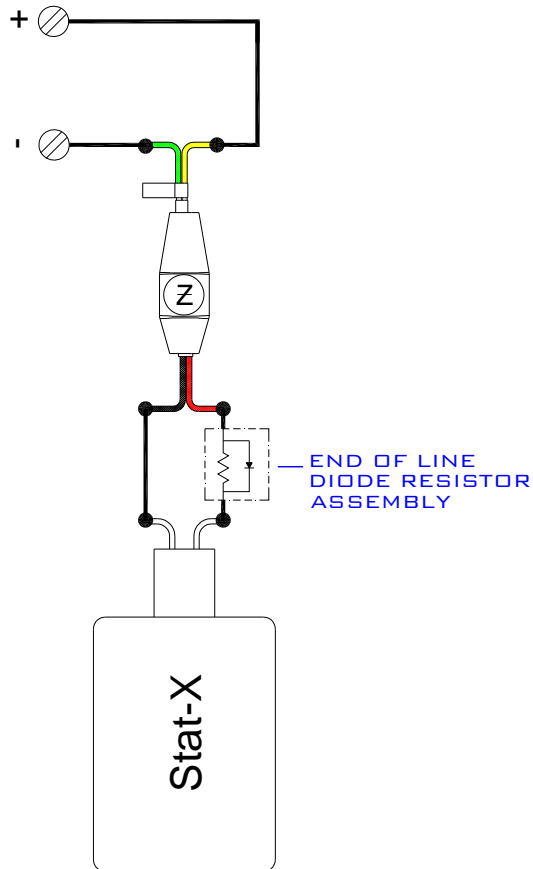 +
-
Z
END OF LINE
DIODE RESISTOR
ASSEMBLY
Stat-X